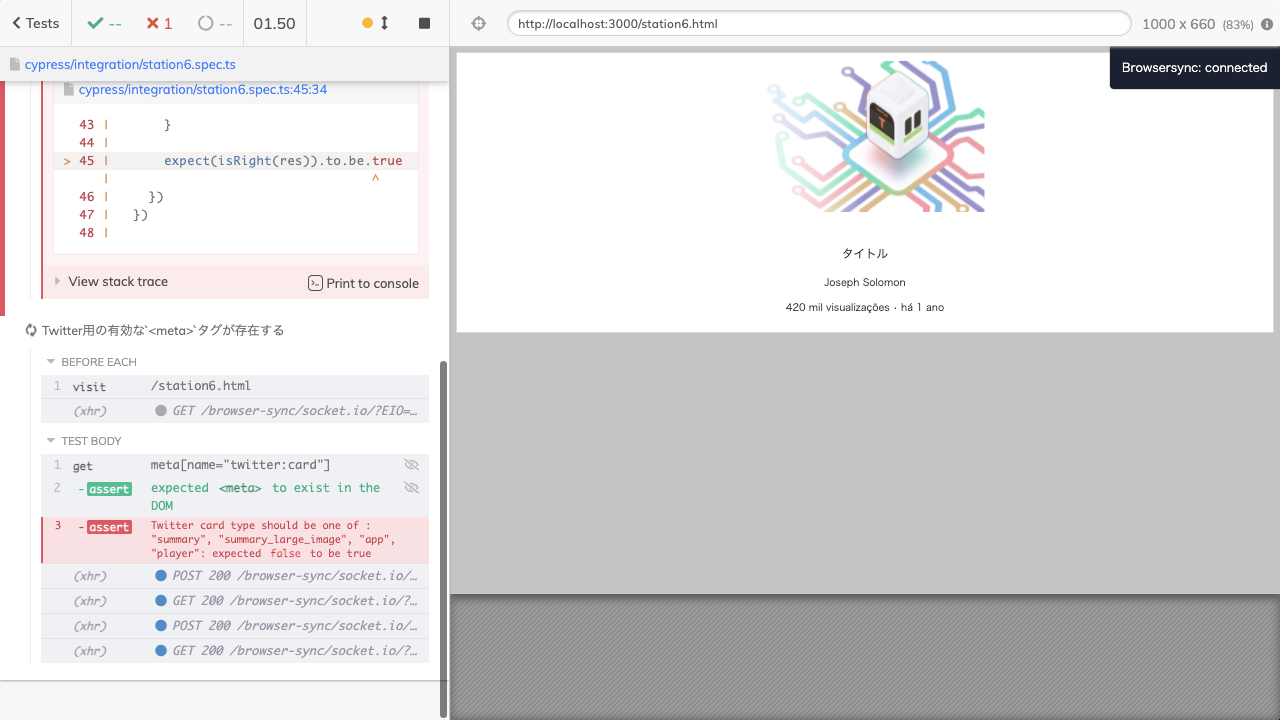 Tests
--
1
--
01.50
http://localhost:3000/station6.html
1000 x 660 (83%)
cypress/integration/station6.spec.ts
Browsersync: connected
cypress/integration/station6.spec.ts:45:34
43 | }
44 |
> 45 | expect(isRight(res)).to.be.true
| ^
46 | })
47 | })
48 |
View stack trace
Print to console
Twitter用の有効な`<meta>`タグが存在する
BEFORE EACH
1 visit /station6.html
(xhr) GET /browser-sync/socket.io/?EIO=…
TEST BODY
1 get meta[name="twitter:card"]
2 -assert expected <meta> to exist in the
DOM
3 -assert Twitter card type should be one of :
"summary", "summary_large_image", "app",
"player": expected false to be true
(xhr) POST 200 /browser-sync/socket.io/…
(xhr) GET 200 /browser-sync/socket.io/?…
(xhr) POST 200 /browser-sync/socket.io/…
(xhr) GET 200 /browser-sync/socket.io/?…
T
タイトル
Joseph Solomon
420 mil visualizações · há 1 ano